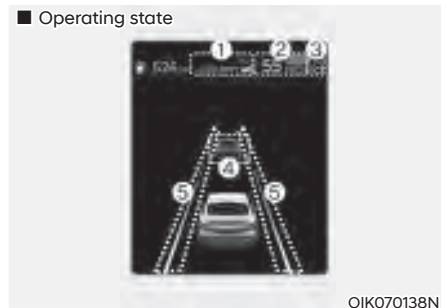 ■ Operating state
① ② ③
④
⑤ ⑤
OIK070138N